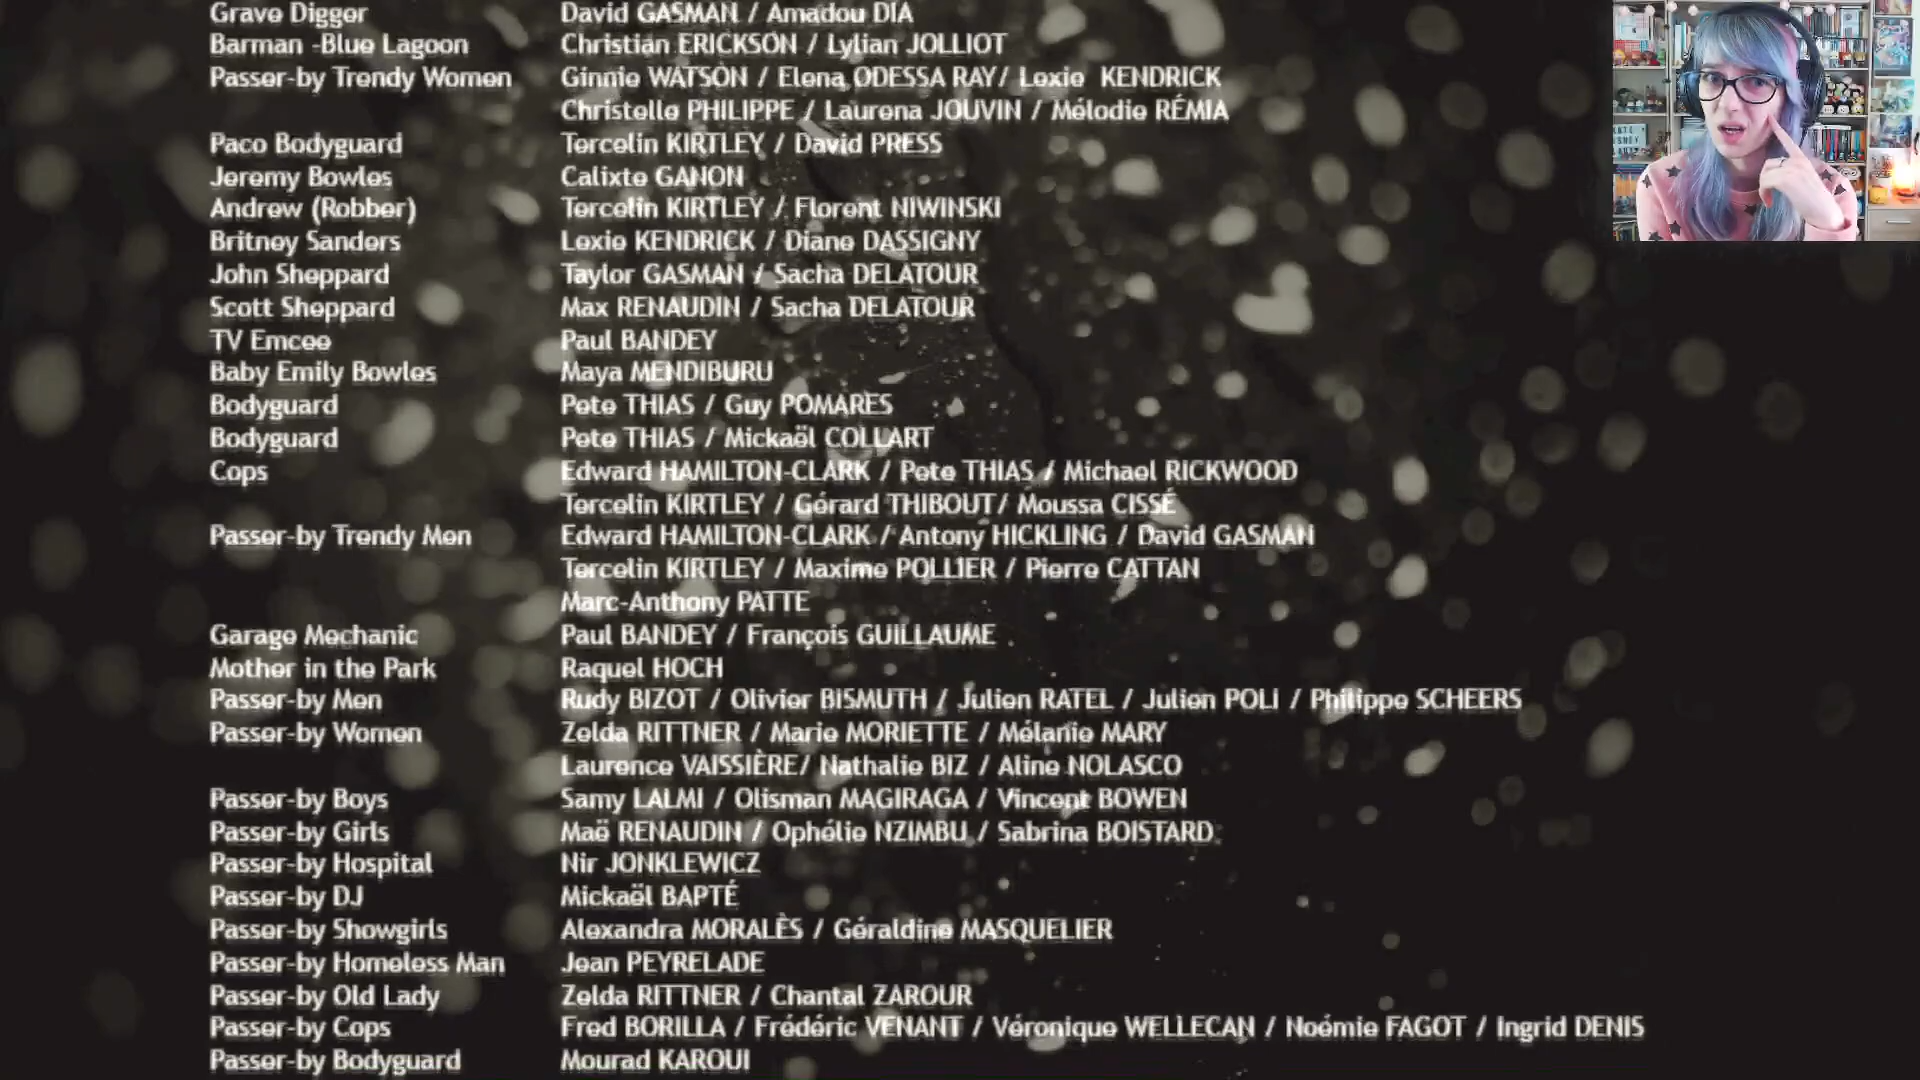 Grave Digger David GASMAN / Amadou DIA
Barman -Blue Lagoon Christian ERICKSON / Lylian JOLLIOT
Passer-by Trendy Women Ginnie WATSON / Elena ODESSA RAY/ Lexie KENDRICK
Christelle PHILIPPE / Laurena JOUVIN / Mélodie RÉMIA
Paco Bodyguard Tercelin KIRTLEY / David PRESS
Jeremy Bowles Calixte GANON
Andrew (Robber) Tercelin KIRTLEY / Florent NIWINSKI
Britney Sanders Lexie KENDRICK / Diane DASSIGNY
John Sheppard Taylor GASMAN / Sacha DELATOUR
Scott Sheppard Max RENAUDIN / Sacha DELATOUR
TV Emcee Paul BANDEY
Baby Emily Bowles Maya MENDIBURU
Bodyguard Pete THIAS / Guy POMARES
Bodyguard Pete THIAS / Mickaël COLLART
Cops Edward HAMILTON-CLARK / Pete THIAS / Michael RICKWOOD
Tercelin KIRTLEY / Gérard THIBOUT/ Moussa CISSÉ
Passer-by Trendy Men Edward HAMILTON-CLARK / Antony HICKLING / David GASMAN
Tercelin KIRTLEY / Maxime POLLIER / Pierre CATTAN
Marc-Anthony PATTE
Garage Mechanic Paul BANDEY / François GUILLAUME
Mother in the Park Raquel HOCH
Passer-by Men Rudy BIZOT / Olivier BISMUTH / Julien RATEL / Julien POLI / Philippe SCHEERS
Passer-by Women Zelda RITTNER / Marie MORIETTE / Mélanie MARY
Laurence VAISSIÈRE/ Nathalie BIZ / Aline NOLASCO
Passer-by Boys Samy LALMI / Olisman MAGIRAGA / Vincent BOWEN
Passer-by Girls Maë RENAUDIN / Ophélie NZIMBU / Sabrina BOISTARD
Passer-by Hospital Nir JONKLEWICZ
Passer-by DJ Mickaël BAPTÉ
Passer-by Showgirls Alexandra MORALÈS / Géraldine MASQUELIER
Passer-by Homeless Man Jean PEYRELADE
Passer-by Old Lady Zelda RITTNER / Chantal ZAROUR
Passer-by Cops Fred BORILLA / Frédéric VENANT / Véronique WELLECAN / Noémie FAGOT / Ingrid DENIS
Passer-by Bodyguard Mourad KAROUI